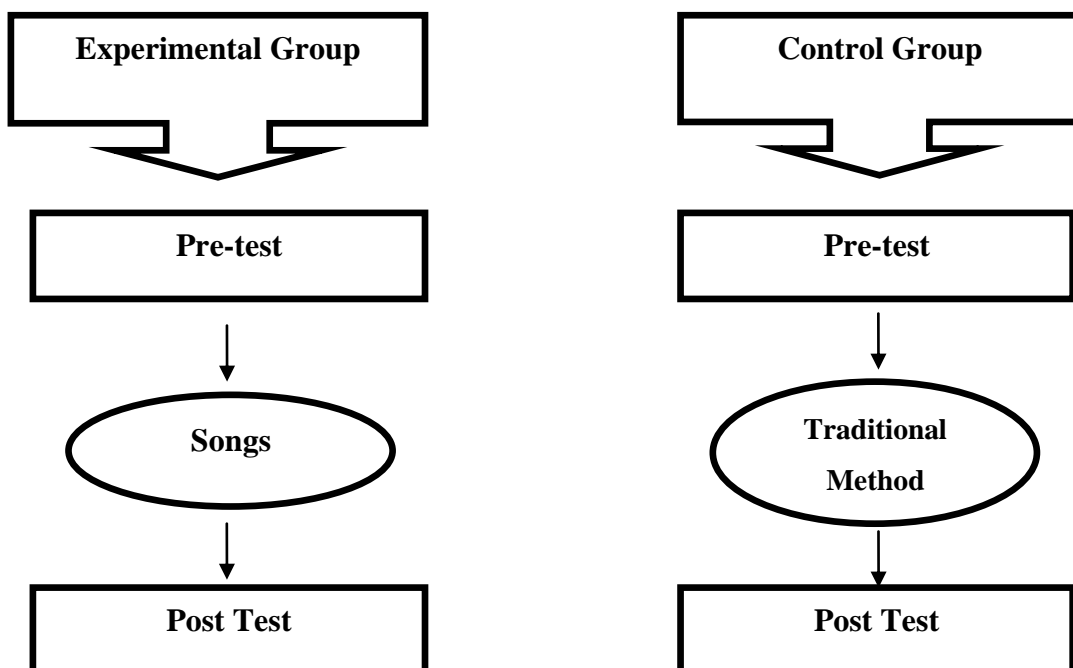 Experimental Group
Control Group
Pre-test
Pre-test
Songs
Traditional
Method
Post Test
Post Test